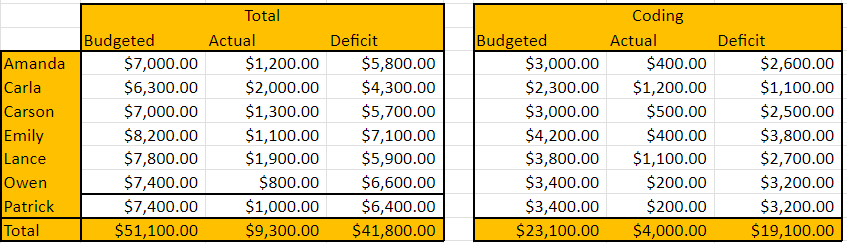 Total Coding
Budgeted Actual Deficit Budgeted Actual Deficit
Amanda $7,000.00 $1,200.00 $5,800.00 $3,000.00 $400.00 $2,600.00
Carla $6,300.00 $2,000.00 $4,300.00 $2,300.00 $1,200.00 $1,100.00
Carson $7,000.00 $1,300.00 $5,700.00 $3,000.00 $500.00 $2,500.00
Emily $8,200.00 $1,100.00 $7,100.00 $4,200.00 $400.00 $3,800.00
Lance $7,800.00 $1,900.00 $5,900.00 $3,800.00 $1,100.00 $2,700.00
Owen $7,400.00 $800.00 $6,600.00 $3,400.00 $200.00 $3,200.00
Patrick $7,400.00 $1,000.00 $6,400.00 $3,400.00 $200.00 $3,200.00
Total $51,100.00 $9,300.00 $41,800.00 $23,100.00 $4,000.00 $19,100.00